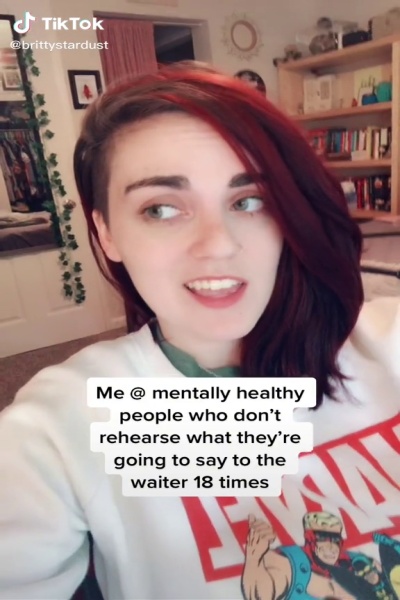 TikTok
@brittystardust
Me @ mentally healthy
people who don't
rehearse what they're
going to say to the
waiter 18 times